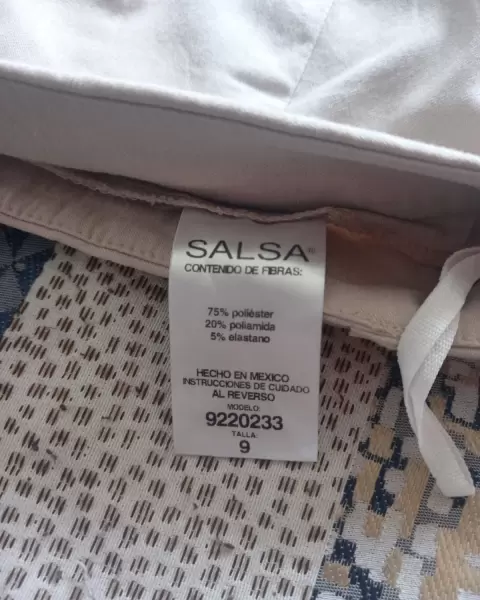 SALSA®
CONTENIDO DE FIBRAS:
75% poliéster
20% poliamida
5% elastano
HECHO EN MEXICO
INSTRUCCIONES DE CUIDADO
AL REVERSO
MODELO:
9220233
TALLA:
9